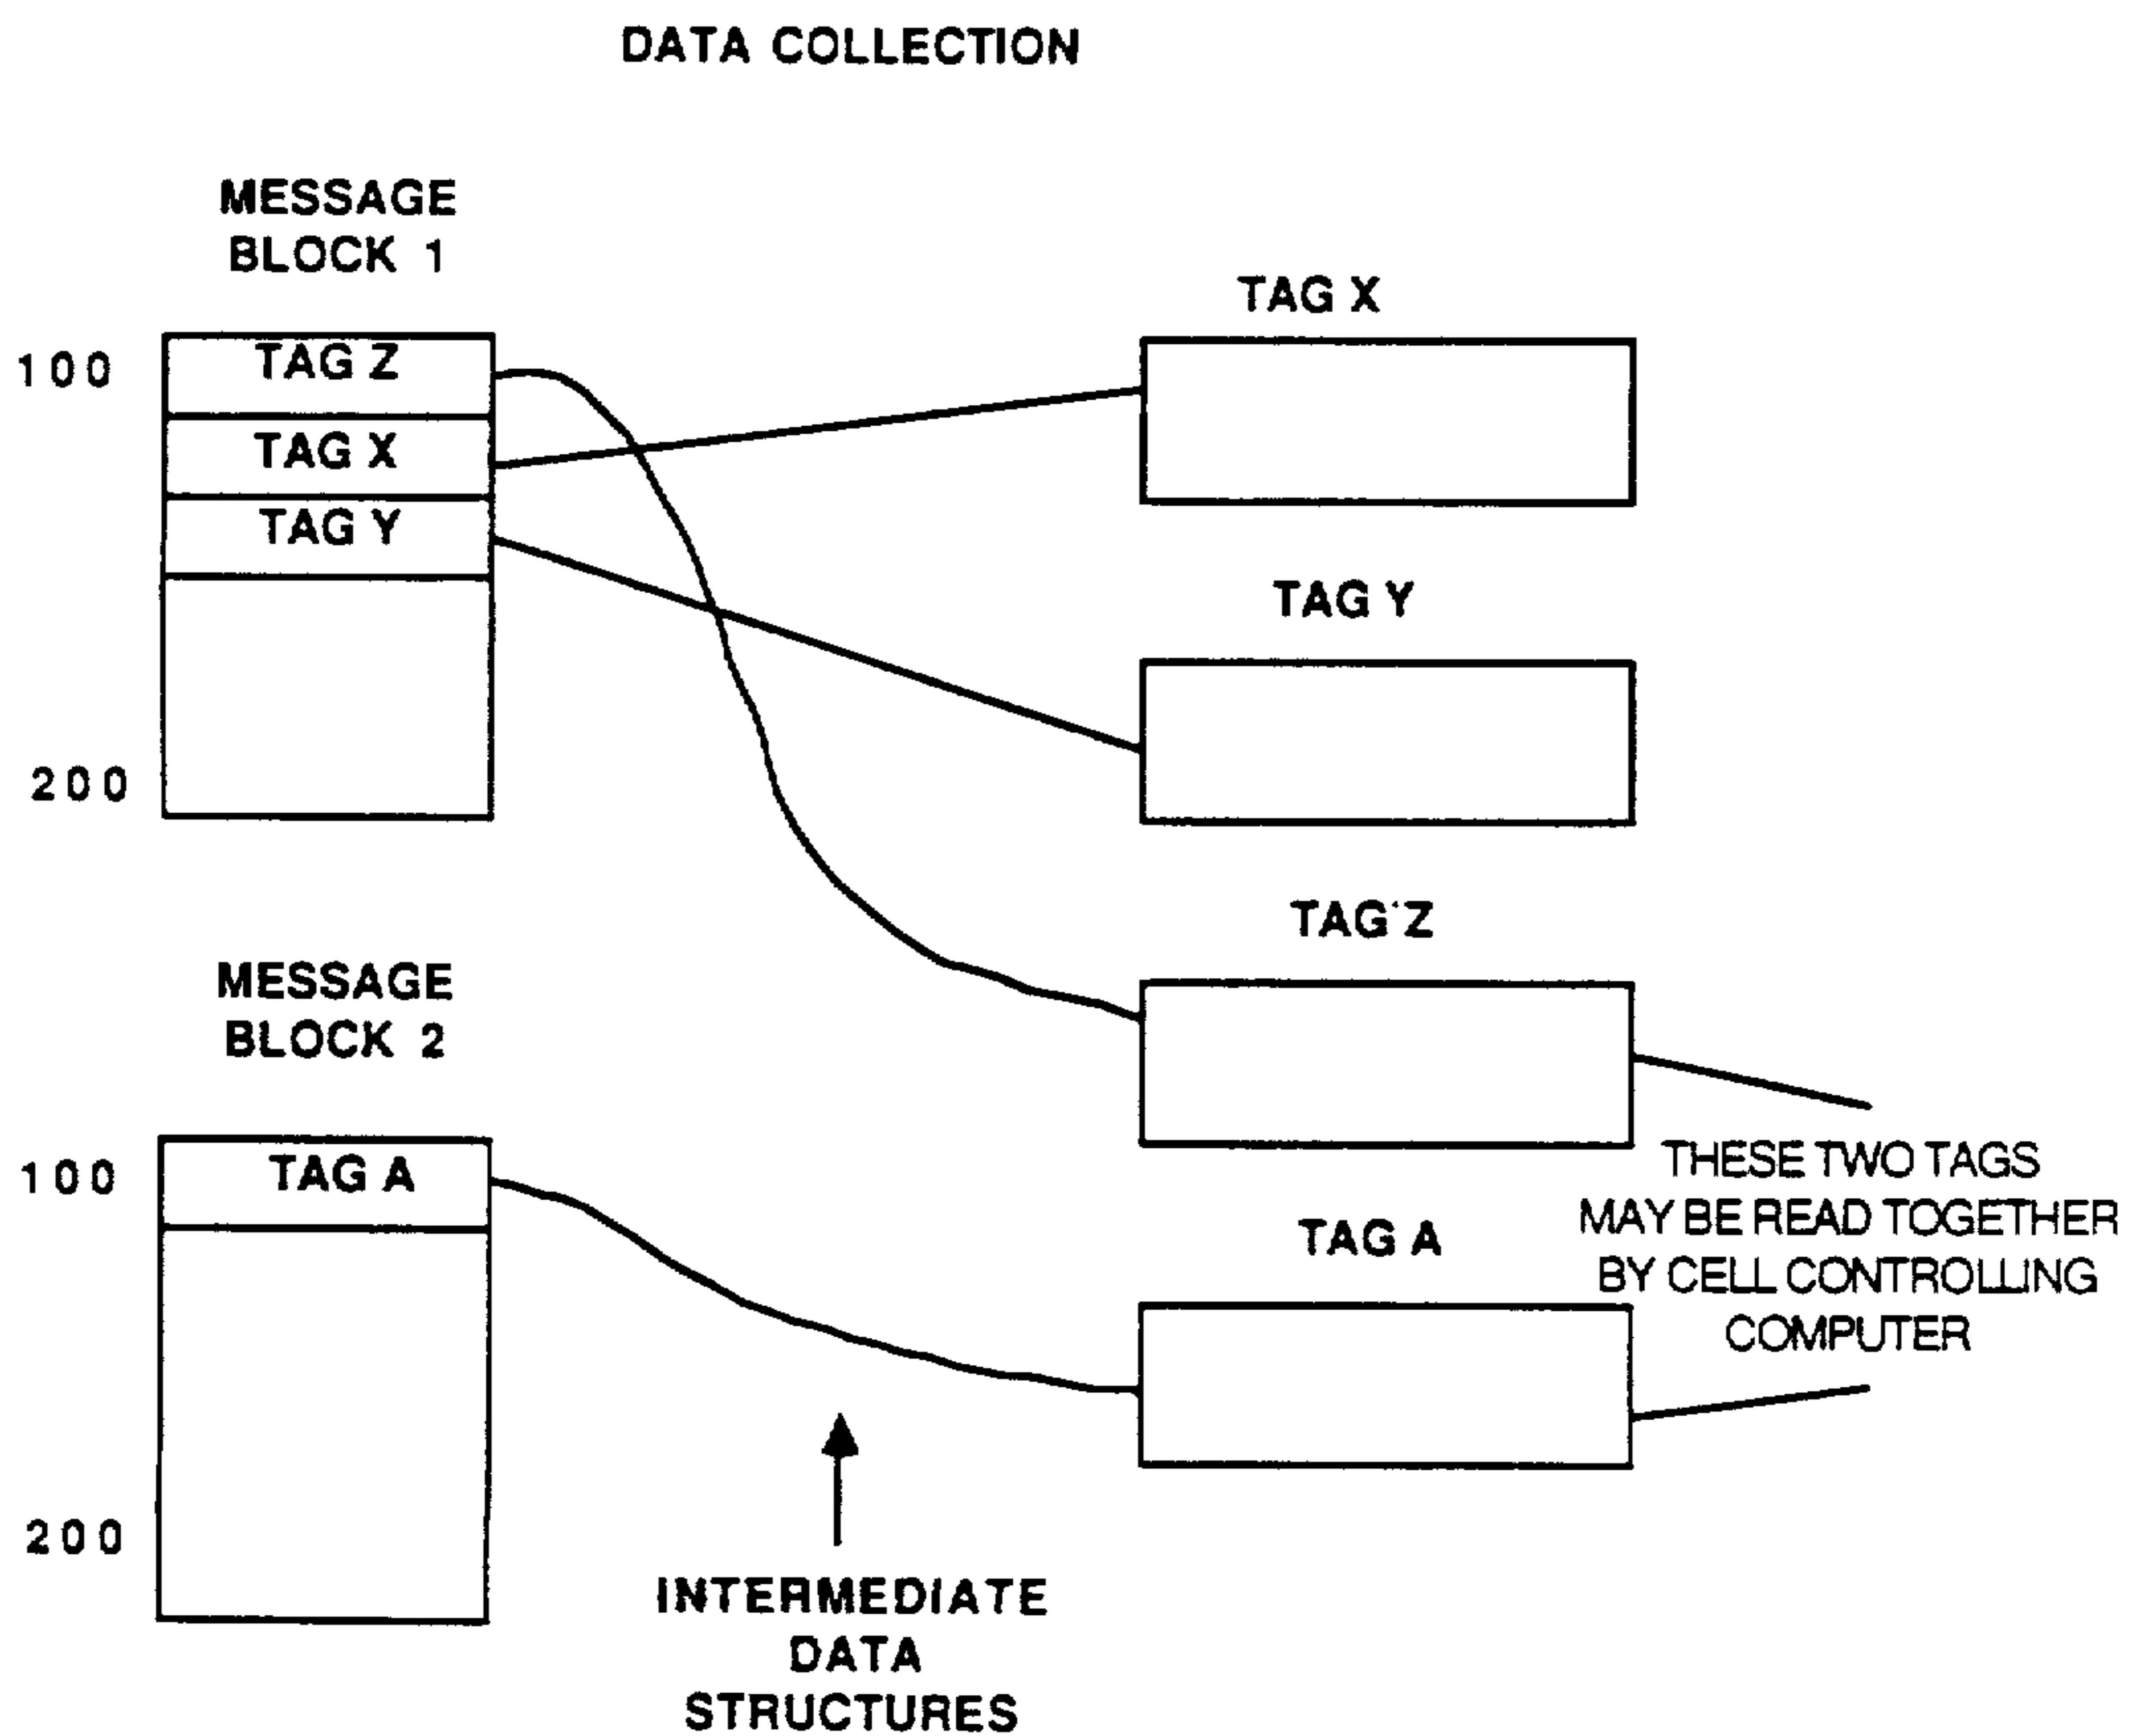 DATA COLLECTION
MESSAGE
BLOCK 1
100
TAG Z
TAG X
TAG Y
200
TAG X
TAG Y
TAG Z
MESSAGE
BLOCK 2
100
TAG A
200
TAG A
THESE TWO TAGS
MAY BE READ TOGETHER
BY CELL CONTROLLING
COMPUTER
INTERMEDIATE
DATA
STRUCTURES